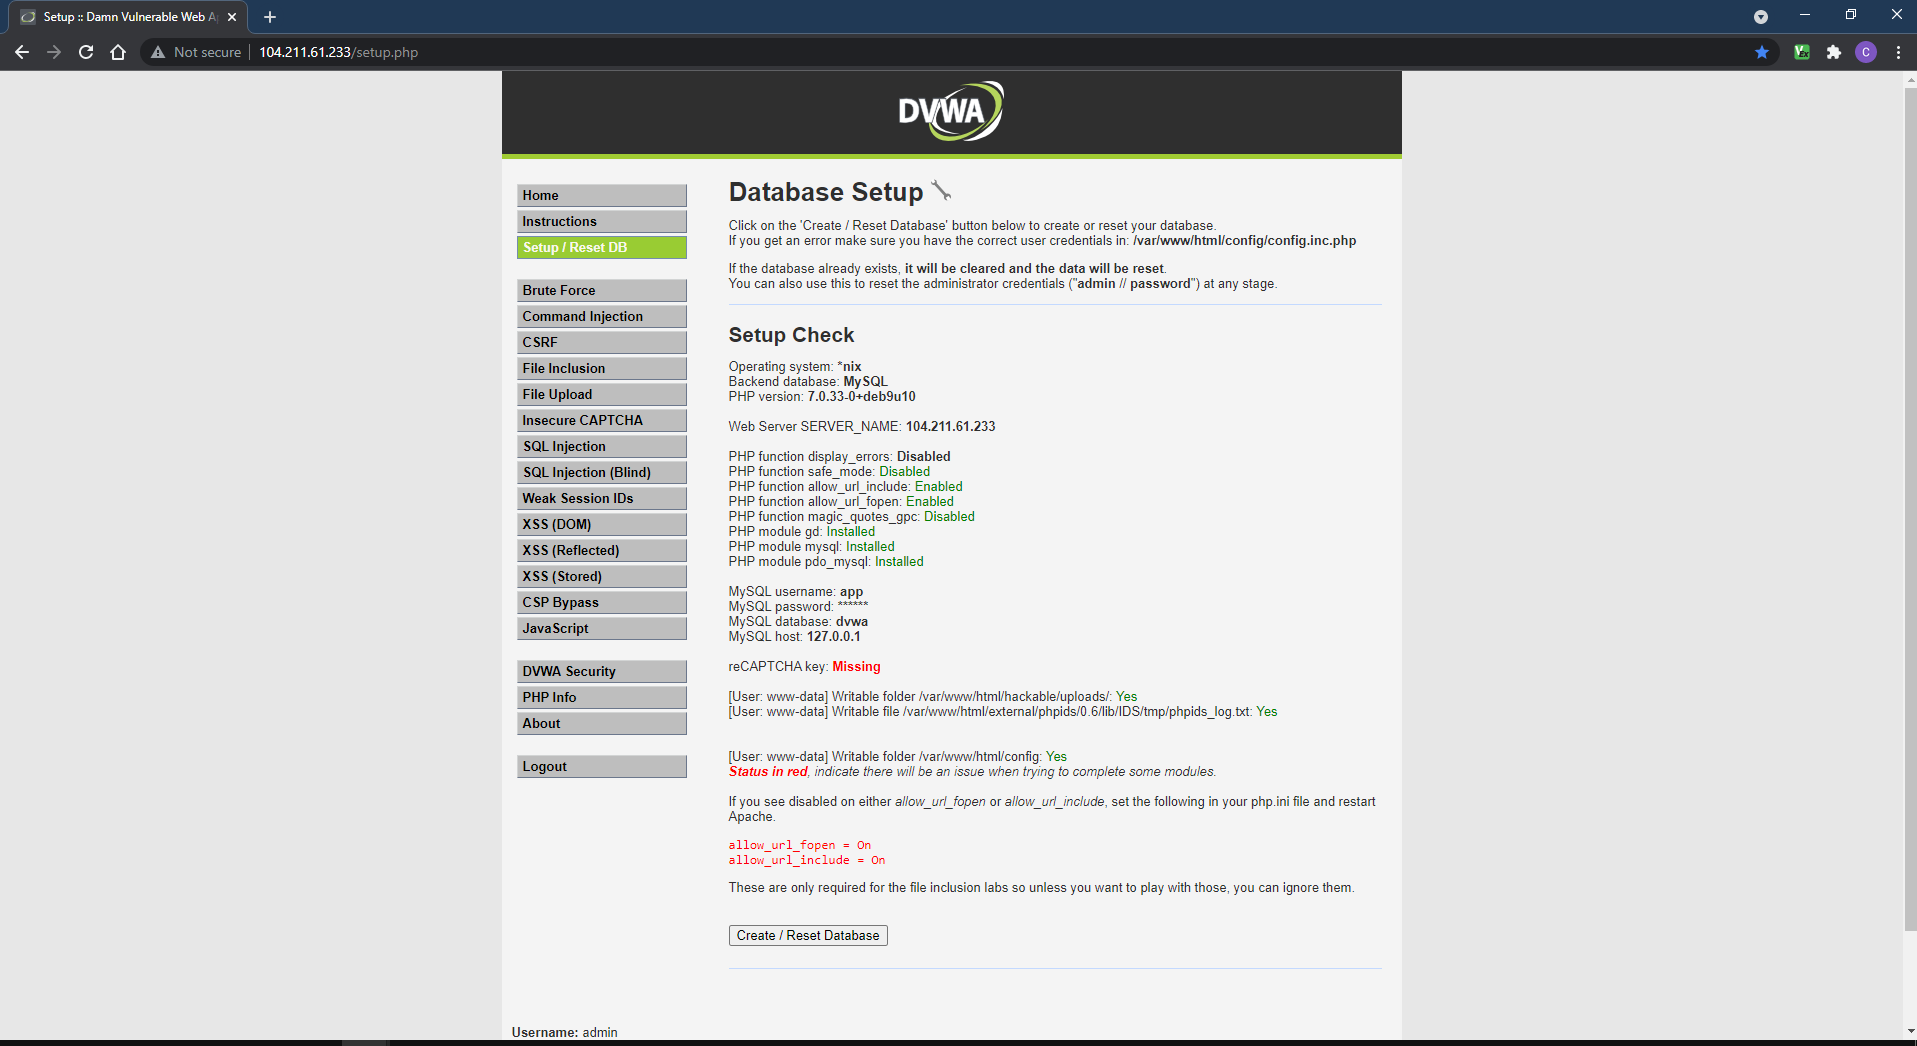 Setup :: Damn Vulnerable Web A
Not secure | 104.211.61.233/setup.php
C
DVWA
Home
Instructions
Setup / Reset DB
Brute Force
Command Injection
CSRF
File Inclusion
File Upload
Insecure CAPTCHA
SQL Injection
SQL Injection (Blind)
Weak Session IDs
XSS (DOM)
XSS (Reflected)
XSS (Stored)
CSP Bypass
JavaScript
DVWA Security
PHP Info
About
Logout
Database Setup
Click on the 'Create / Reset Database' button below to create or reset your database.
If you get an error make sure you have the correct user credentials in: /var/www/html/config/config.inc.php
If the database already exists, it will be cleared and the data will be reset.
You can also use this to reset the administrator credentials ("admin // password") at any stage.
Setup Check
Operating system: *nix
Backend database: MySQL
PHP version: 7.0.33-0+deb9u10
Web Server SERVER_NAME: 104.211.61.233
PHP function display_errors: Disabled
PHP function safe_mode: Disabled
PHP function allow_url_include: Enabled
PHP function allow_url_fopen: Enabled
PHP function magic_quotes_gpc: Disabled
PHP module gd: Installed
PHP module mysql: Installed
PHP module pdo_mysql: Installed
MySQL username: app
MySQL password: ******
MySQL database: dvwa
MySQL host: 127.0.0.1
reCAPTCHA key: Missing
[User: www-data] Writable folder /var/www/html/hackable/uploads/: Yes
[User: www-data] Writable file /var/www/html/external/phpids/0.6/lib/IDS/tmp/phpids_log.txt: Yes
[User: www-data] Writable folder /var/www/html/config: Yes
Status in red, indicate there will be an issue when trying to complete some modules.
If you see disabled on either allow_url_fopen or allow_url_include, set the following in your php.ini file and restart
Apache.
allow_url_fopen = On
allow_url_include = On
These are only required for the file inclusion labs so unless you want to play with those, you can ignore them.
Create / Reset Database
Username: admin